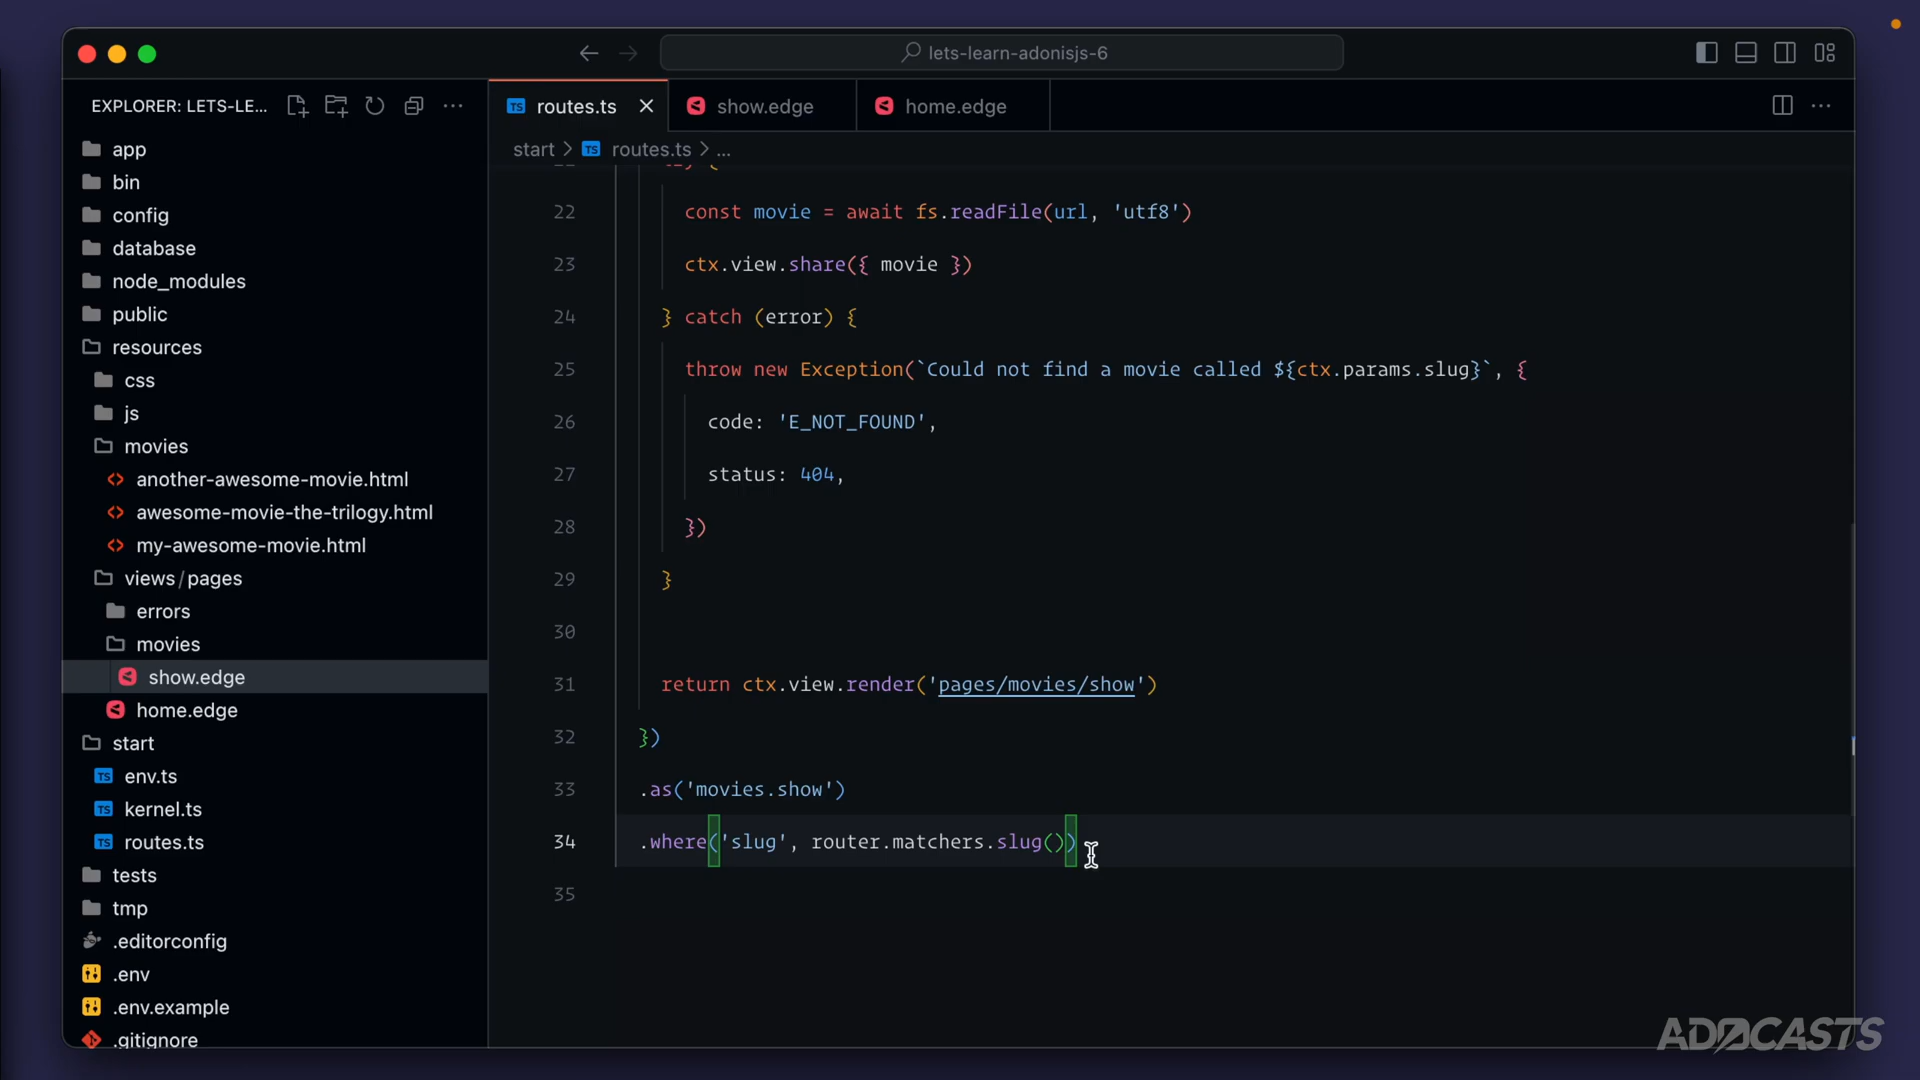 lets-learn-adonisjs-6
EXPLORER: LETS-LE...
app
bin
config
database
node_modules
public
resources
css
js
movies
another-awesome-movie.html
awesome-movie-the-trilogy.html
my-awesome-movie.html
views/pages
errors
movies
show.edge
home.edge
start
env.ts
kernel.ts
routes.ts
tests
tmp
.editorconfig
.env
.env.example
.gitignore
TS routes.ts
show.edge
home.edge
start > TS routes.ts > ...
22 const movie = await fs.readFile(url, 'utf8')
23 ctx.view.share({ movie })
24 } catch (error) {
25 throw new Exception(`Could not find a movie called ${ctx.params.slug}`, {
26 code: 'E_NOT_FOUND',
27 status: 404,
28 })
29 }
30
31 return ctx.view.render('pages/movies/show')
32 })
33 .as('movies.show')
34 .where('slug', router.matchers.slug())
35
ADOCASTS